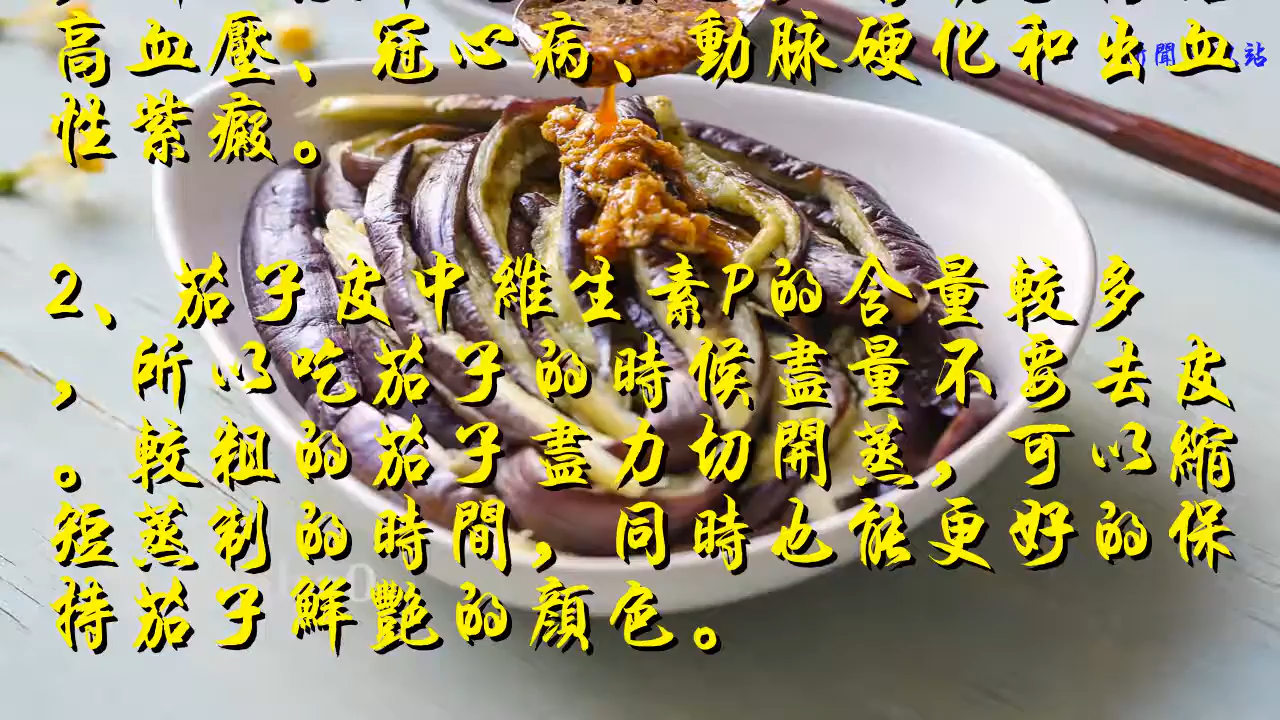 高血壓、冠心病、動脉硬化和出血
性紫癜。
2、茄子皮中維生素P的含量較多
，所以吃茄子的時候盡量不要去皮
。較粗的茄子盡力切開蒸，可以縮
短蒸制的時間，同時也能更好的保
持茄子鮮艷的顏色。
聞
站